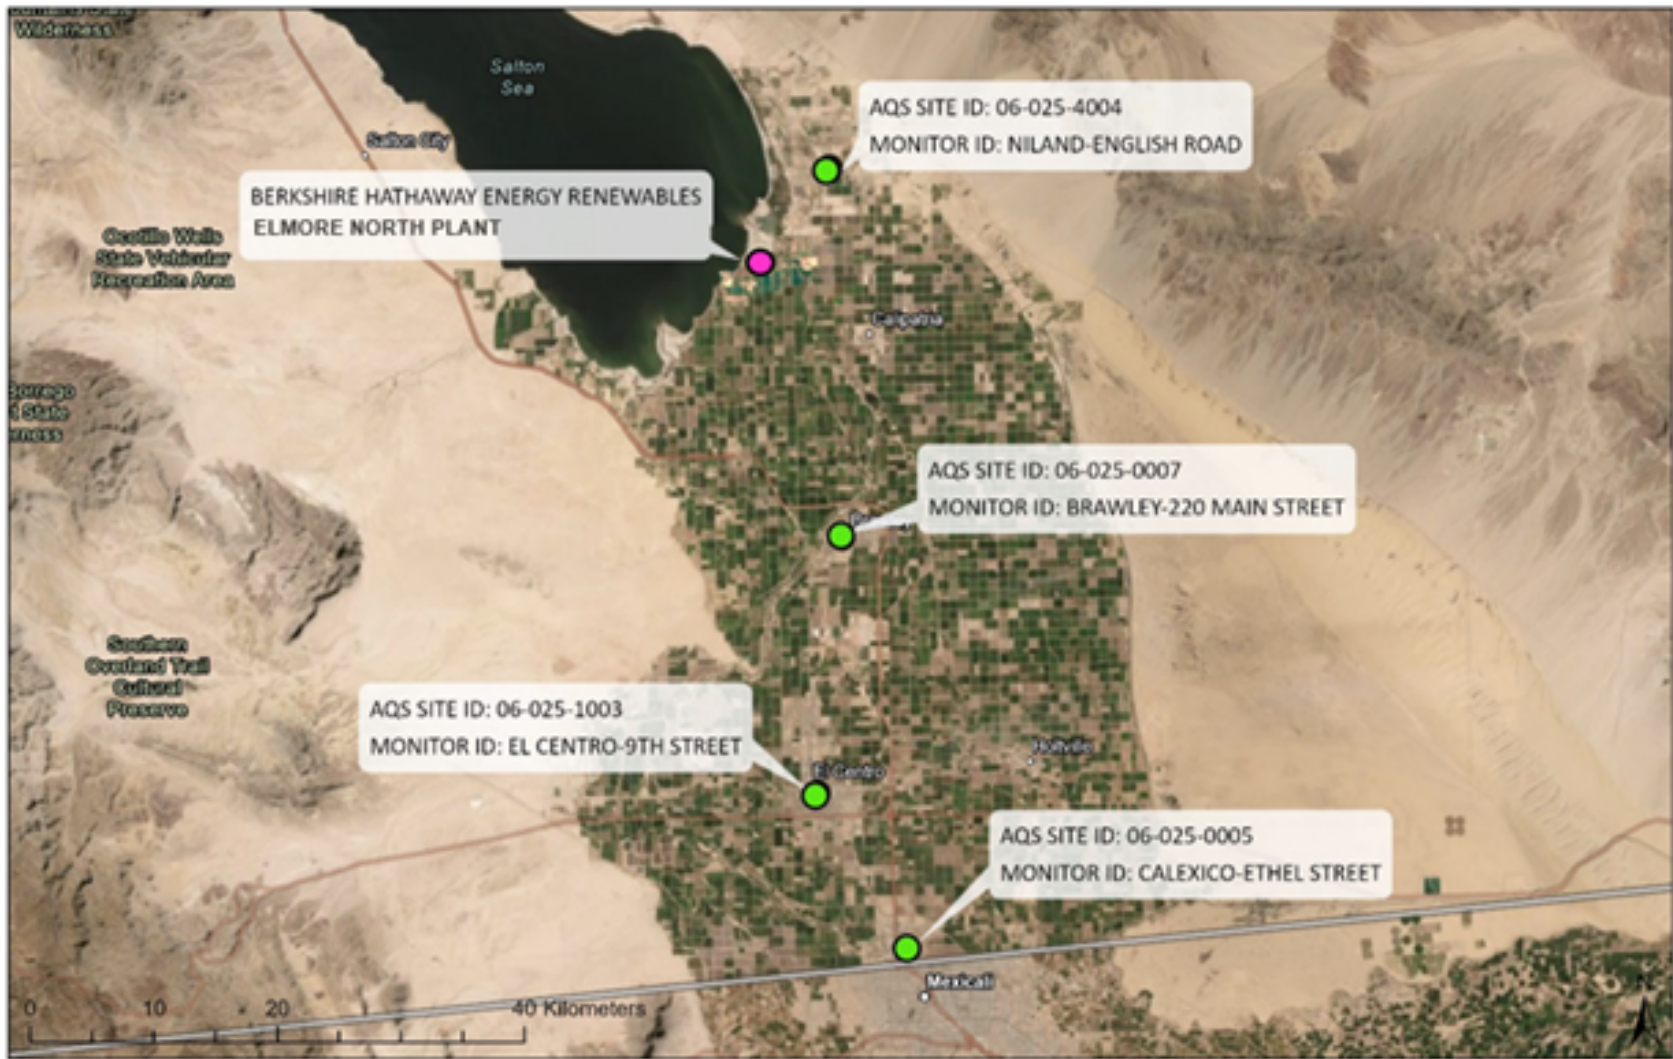 Wilderness
Salton
Sea
Salton City
AQS SITE ID: 06-025-4004
MONITOR ID: NILAND-ENGLISH ROAD
BERKSHIRE HATHAWAY ENERGY RENEWABLES
ELMORE NORTH PLANT
Ocotillo Wells
State Vehicular
Recreation Area
Calipatria
Borrego
t State
rness
AQS SITE ID: 06-025-0007
MONITOR ID: BRAWLEY-220 MAIN STREET
Southern
Overland Trail
Cultural
Preserve
AQS SITE ID: 06-025-1003
MONITOR ID: EL CENTRO-9TH STREET
El Centro
Holtville
AQS SITE ID: 06-025-0005
MONITOR ID: CALEXICO-ETHEL STREET
Mexicali
0 10 20 40 Kilometers
N